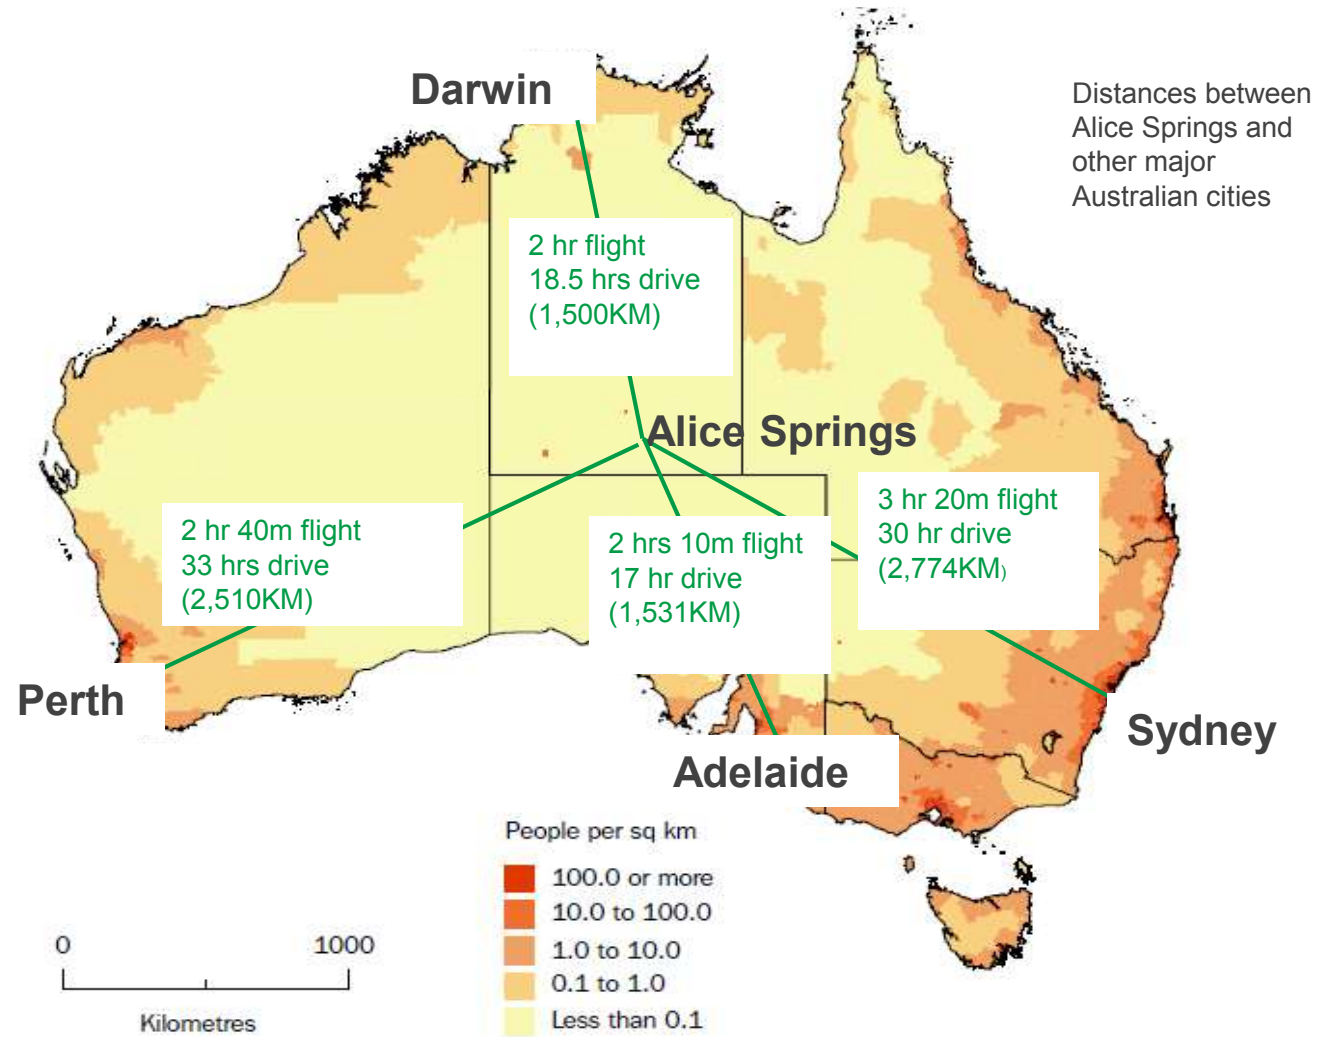 Darwin
Distances between
Alice Springs and
other major
Australian cities
2 hr flight
18.5 hrs drive
(1,500KM)
Alice Springs
3 hr 20m flight
30 hr drive
(2,774KM)
2 hr 40m flight
33 hrs drive
(2,510KM)
2 hrs 10m flight
17 hr drive
(1,531KM)
Perth
Sydney
Adelaide
People per sq km
100.0 or more
10.0 to 100.0
1.0 to 10.0
0.1 to 1.0
Less than 0.1
0 1000
Kilometres